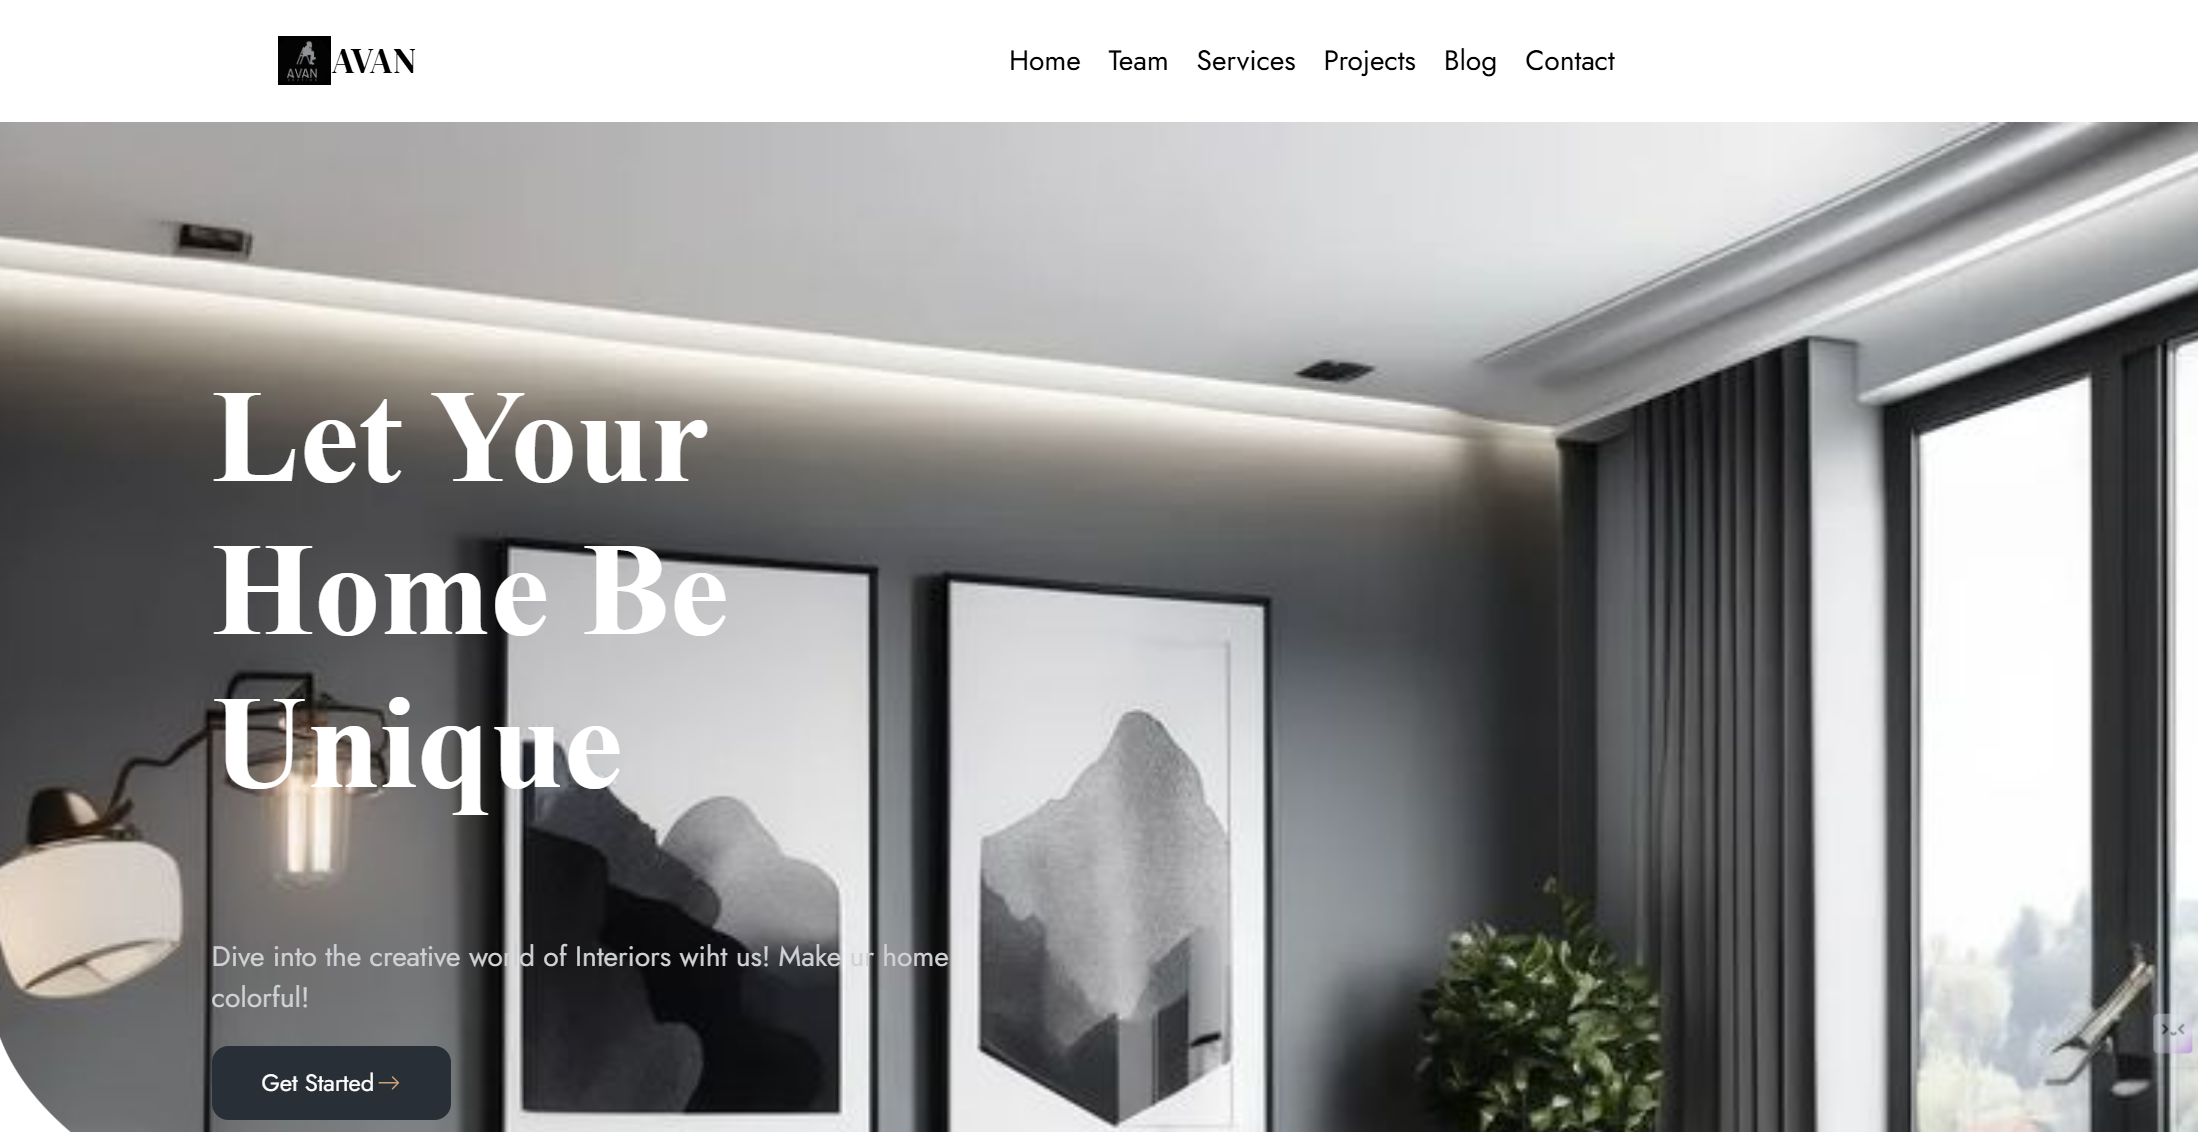 AVAN
AVAN
Home Team Services Projects Blog Contact
Let Your
Home Be
Unique
Dive into the creative world of Interiors wiht us! Make ur home
colorful!
Get Started